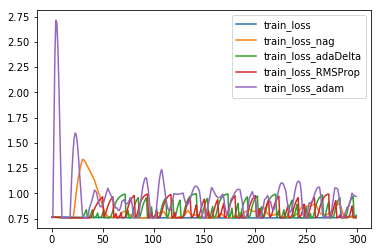 2.75
2.50
2.25
2.00
1.75
1.50
1.25
1.00
0.75
0 50 100 150 200 250 300
train_loss
train_loss_nag
train_loss_adaDelta
train_loss_RMSProp
train_loss_adam